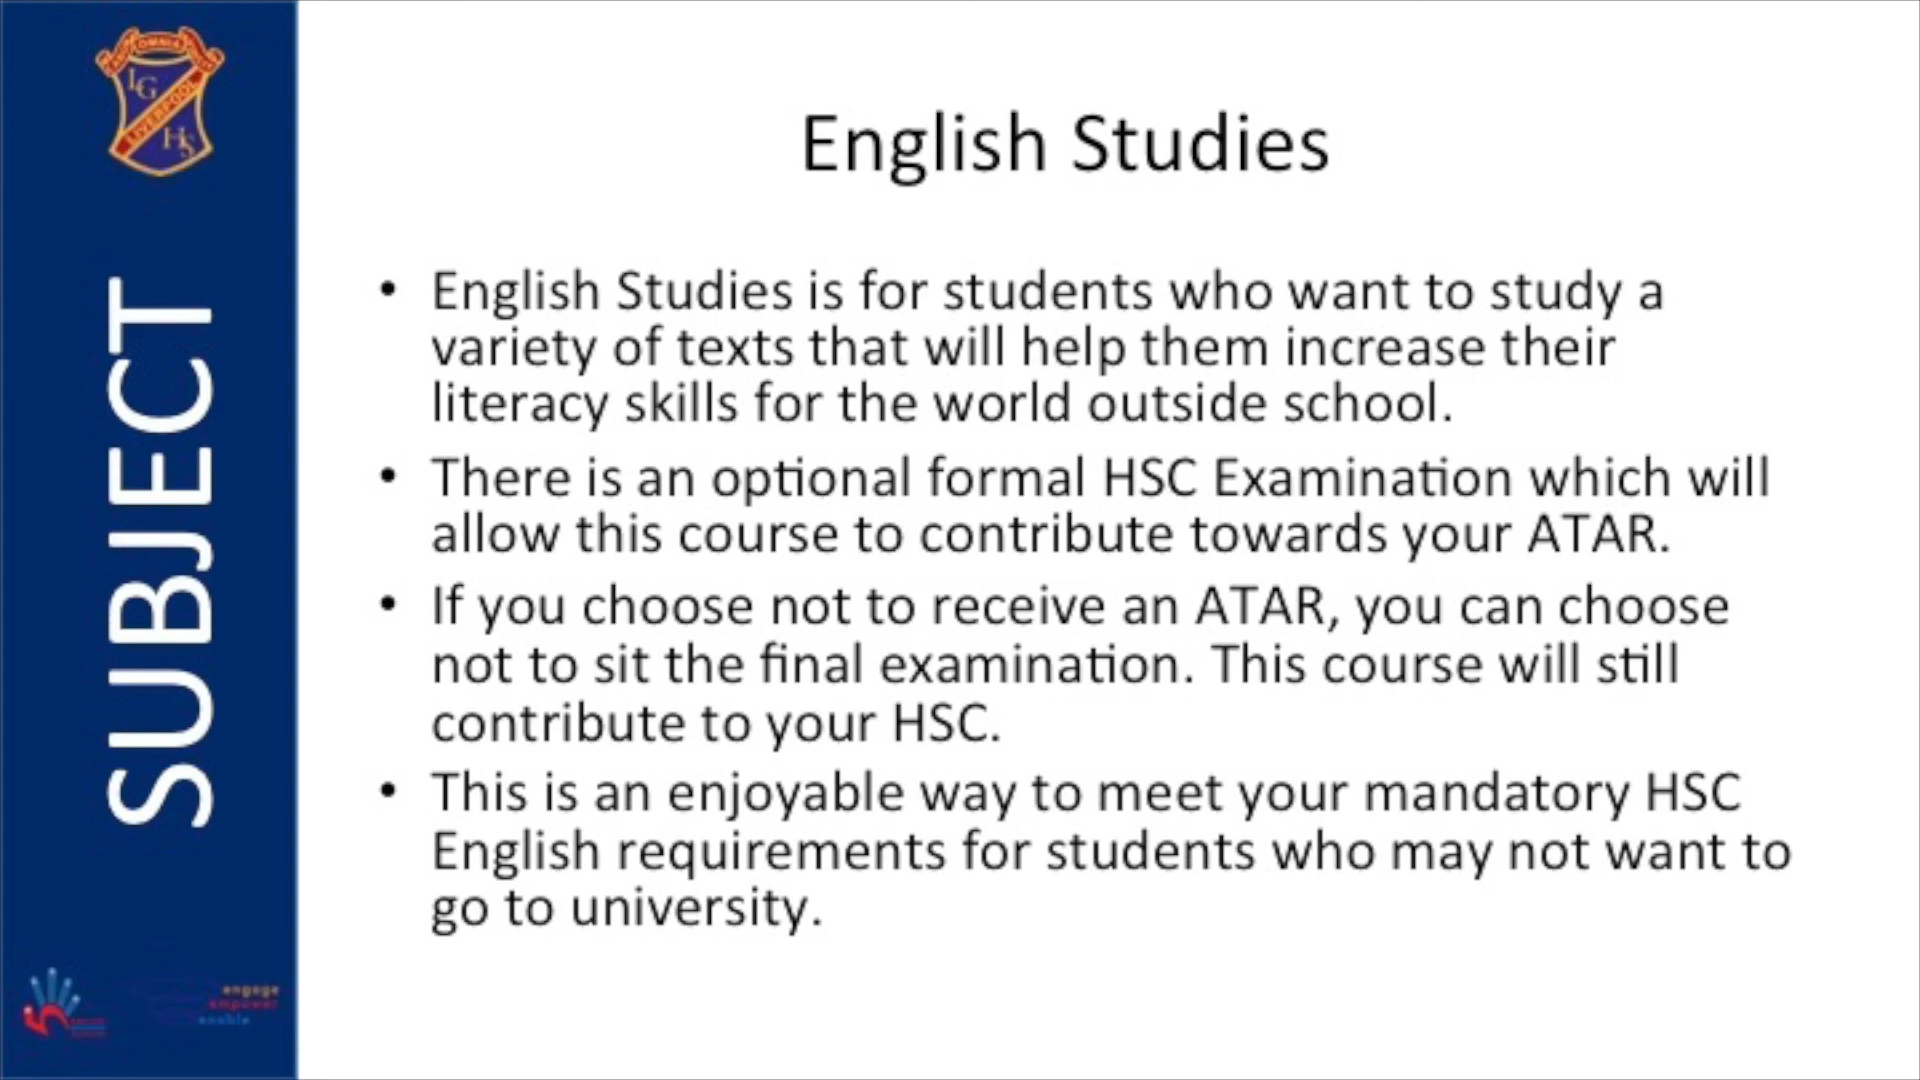 OMNIA
LG
LIVERPOOL
HS
SUBJECT
English Studies
• English Studies is for students who want to study a
variety of texts that will help them increase their
literacy skills for the world outside school.
• There is an optional formal HSC Examination which will
allow this course to contribute towards your ATAR.
• If you choose not to receive an ATAR, you can choose
not to sit the final examination. This course will still
contribute to your HSC.
• This is an enjoyable way to meet your mandatory HSC
English requirements for students who may not want to
go to university.
engage
empower
enable